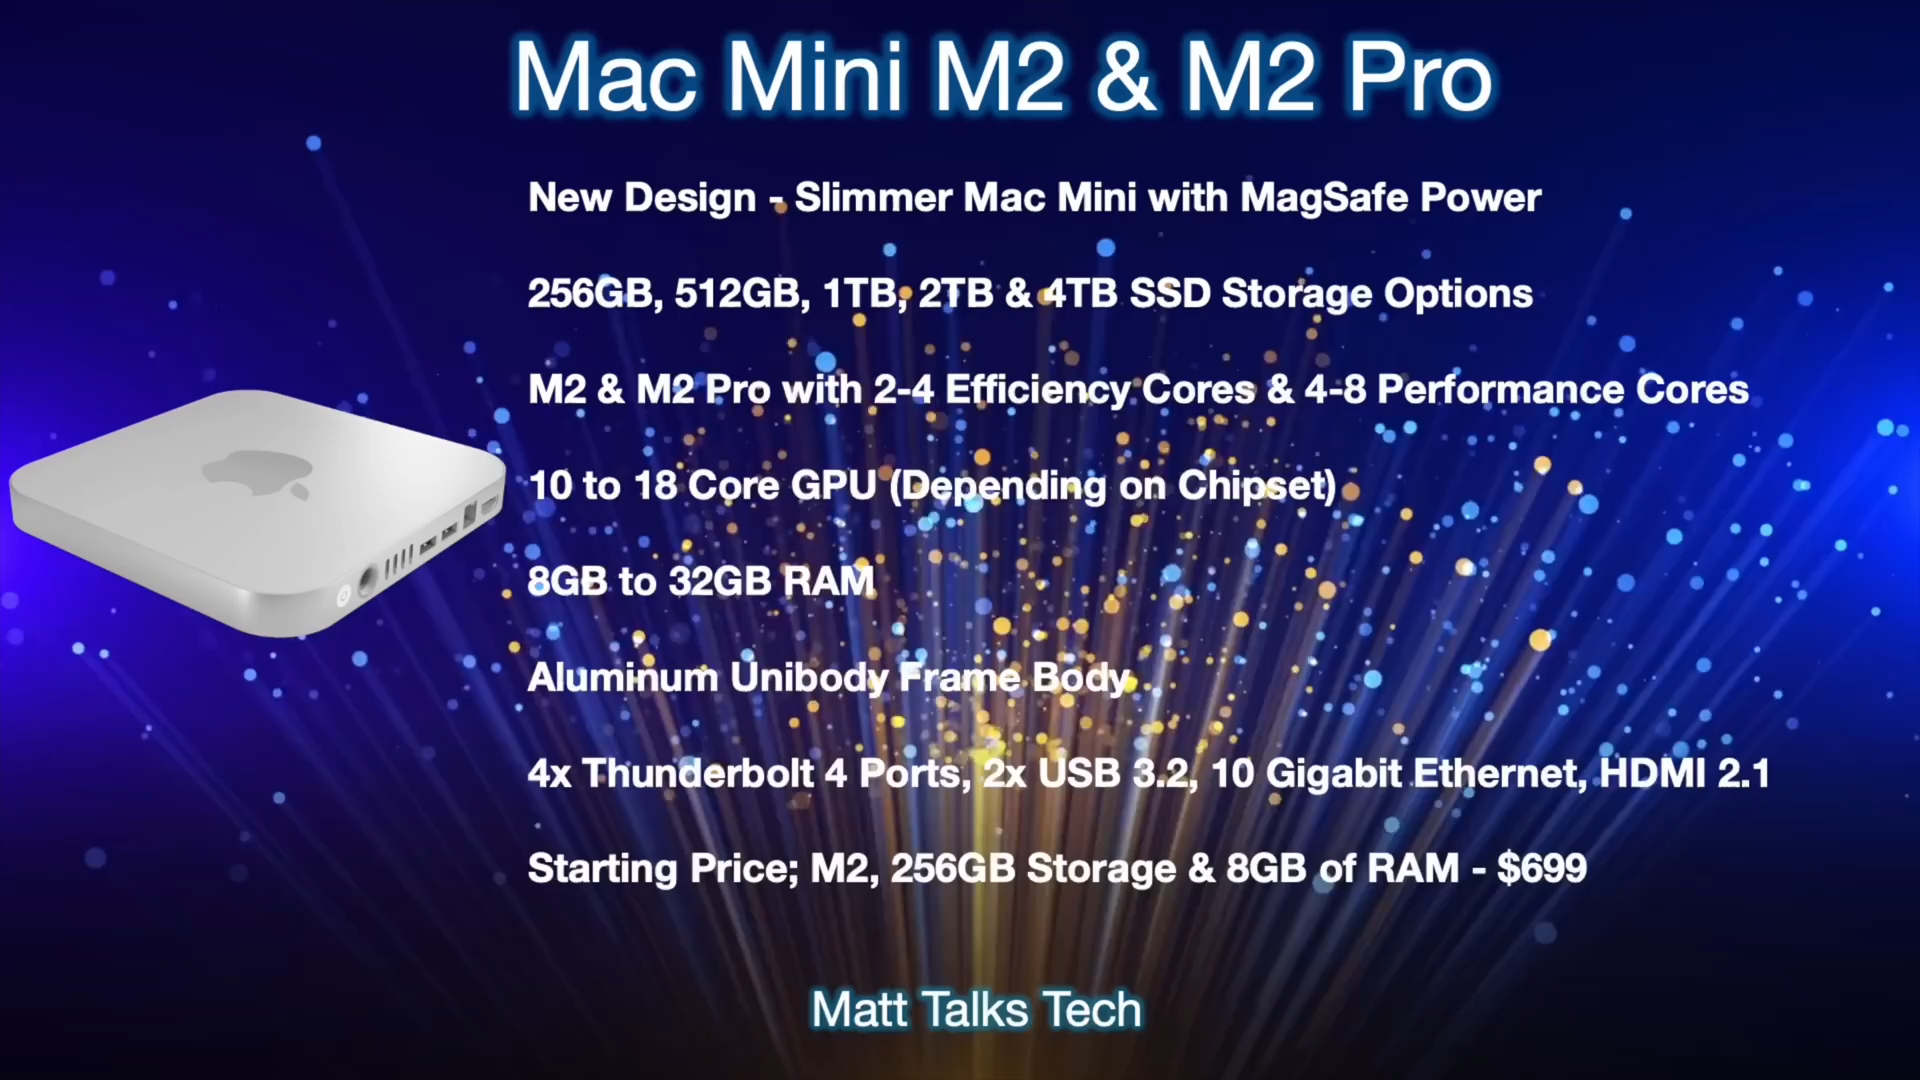 Mac Mini M2 & M2 Pro
New Design - Slimmer Mac Mini with MagSafe Power
256GB, 512GB, 1TB, 2TB & 4TB SSD Storage Options
M2 & M2 Pro with 2-4 Efficiency Cores & 4-8 Performance Cores
10 to 18 Core GPU (Depending on Chipset)
8GB to 32GB RAM
Aluminum Unibody Frame Body
4x Thunderbolt 4 Ports, 2x USB 3.2, 10 Gigabit Ethernet, HDMI 2.1
Starting Price; M2, 256GB Storage & 8GB of RAM - $699
Matt Talks Tech